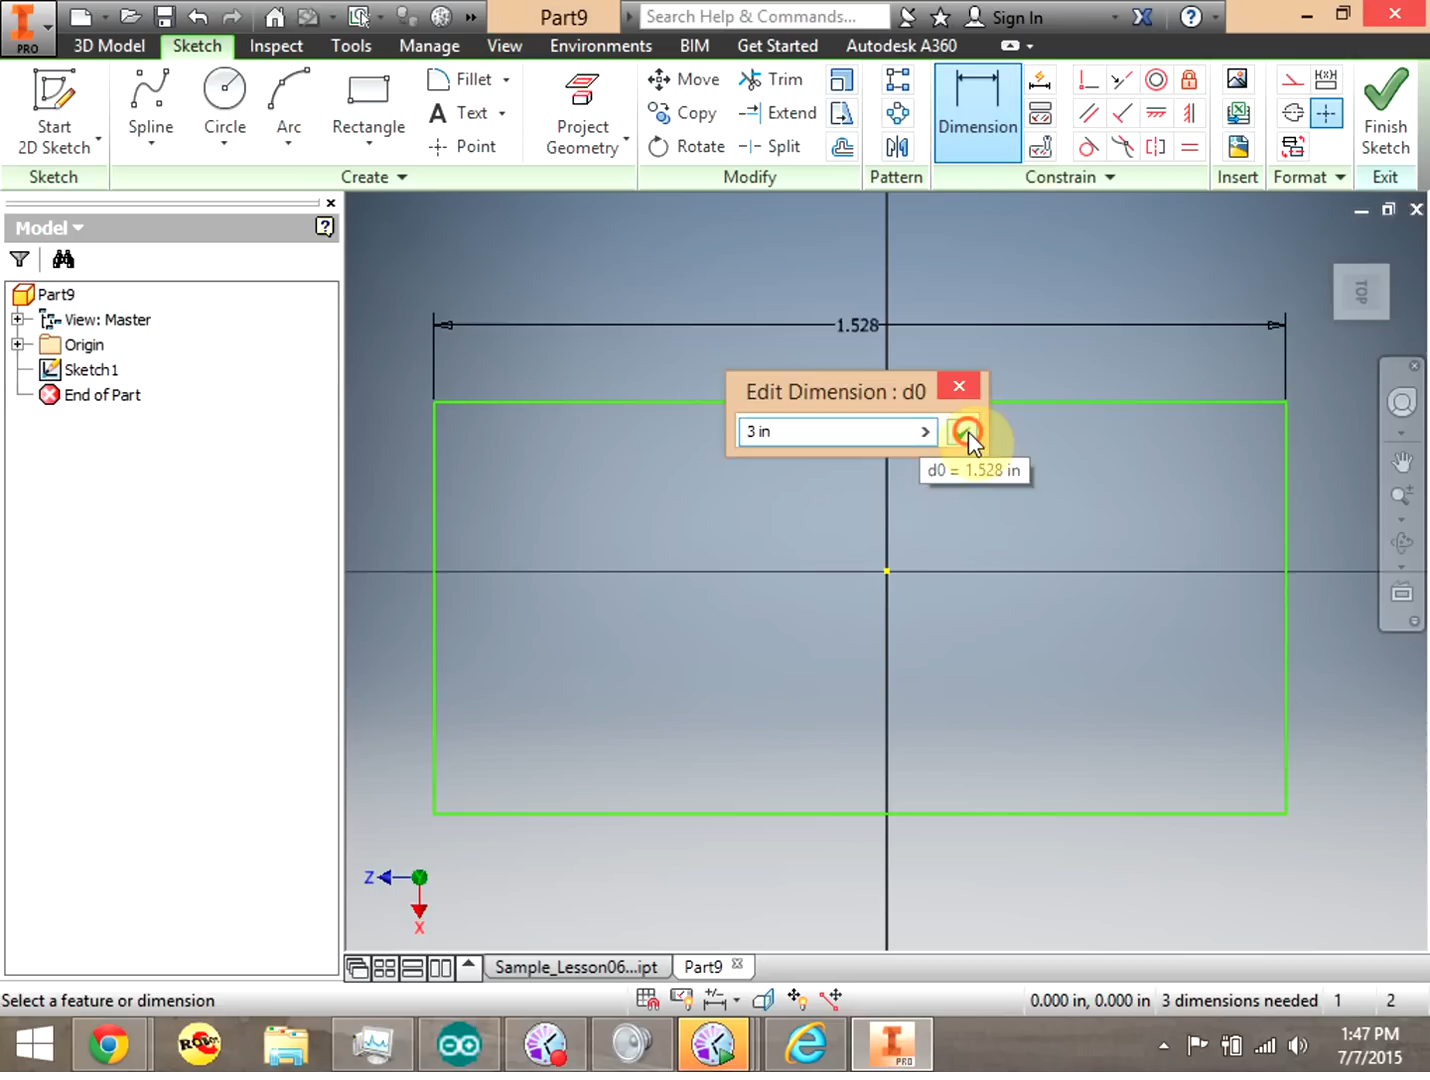 Part9
Search Help & Commands...
Sign In
PRO
3D Model
Sketch
Inspect
Tools
Manage
View
Environments
BIM
Get Started
Autodesk A360
Start
2D Sketch
Spline
Circle
Arc
Rectangle
Fillet
Text
Point
Project
Geometry
Move
Copy
Rotate
Trim
Extend
Split
Dimension
Finish
Sketch
Sketch
Create
Modify
Pattern
Constrain
Insert
Format
Exit
Model
Part9
View: Master
Origin
Sketch1
End of Part
1.528
Edit Dimension : d0
3 in
d0 = 1.528 in
TOP
Z
X
Sample_Lesson06...ipt
Part9
Select a feature or dimension
0.000 in, 0.000 in
3 dimensions needed
1
2
PRO
1:47 PM
7/7/2015